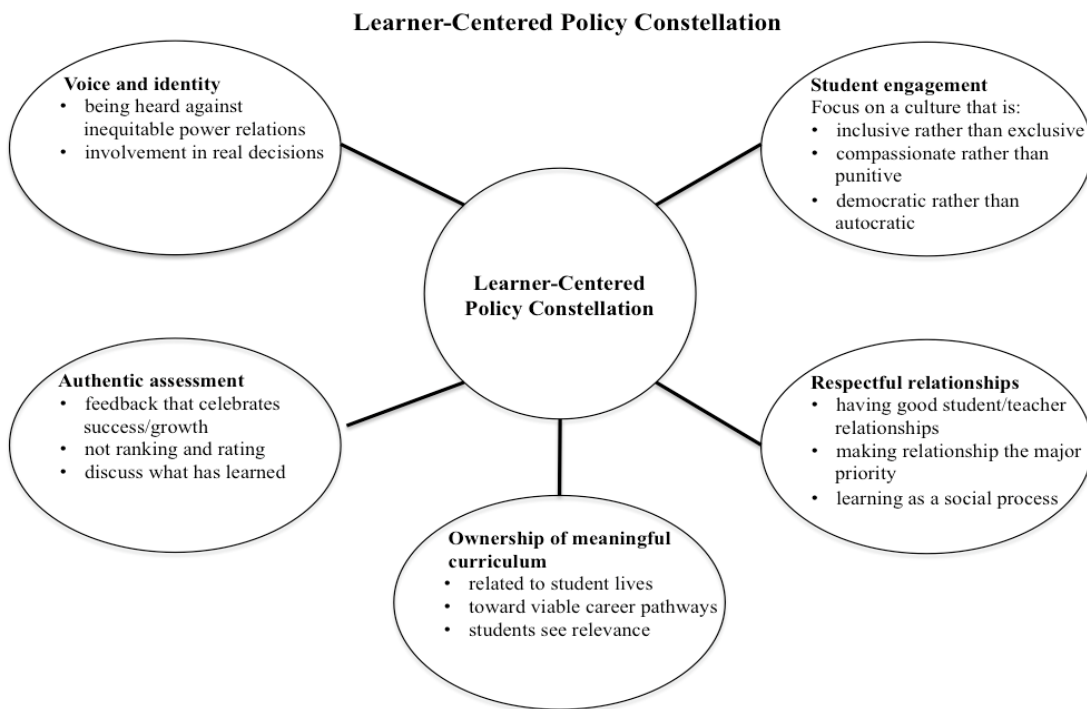 Learner-Centered Policy Constellation
Voice and identity
• being heard against
inequitable power relations
• involvement in real decisions
Student engagement
Focus on a culture that is:
• inclusive rather than exclusive
• compassionate rather than
punitive
• democratic rather than
autocratic
Learner-Centered
Policy Constellation
Authentic assessment
• feedback that celebrates
success/growth
• not ranking and rating
• discuss what has learned
Respectful relationships
• having good student/teacher
relationships
• making relationship the major
priority
• learning as a social process
Ownership of meaningful
curriculum
• related to student lives
• toward viable career pathways
• students see relevance